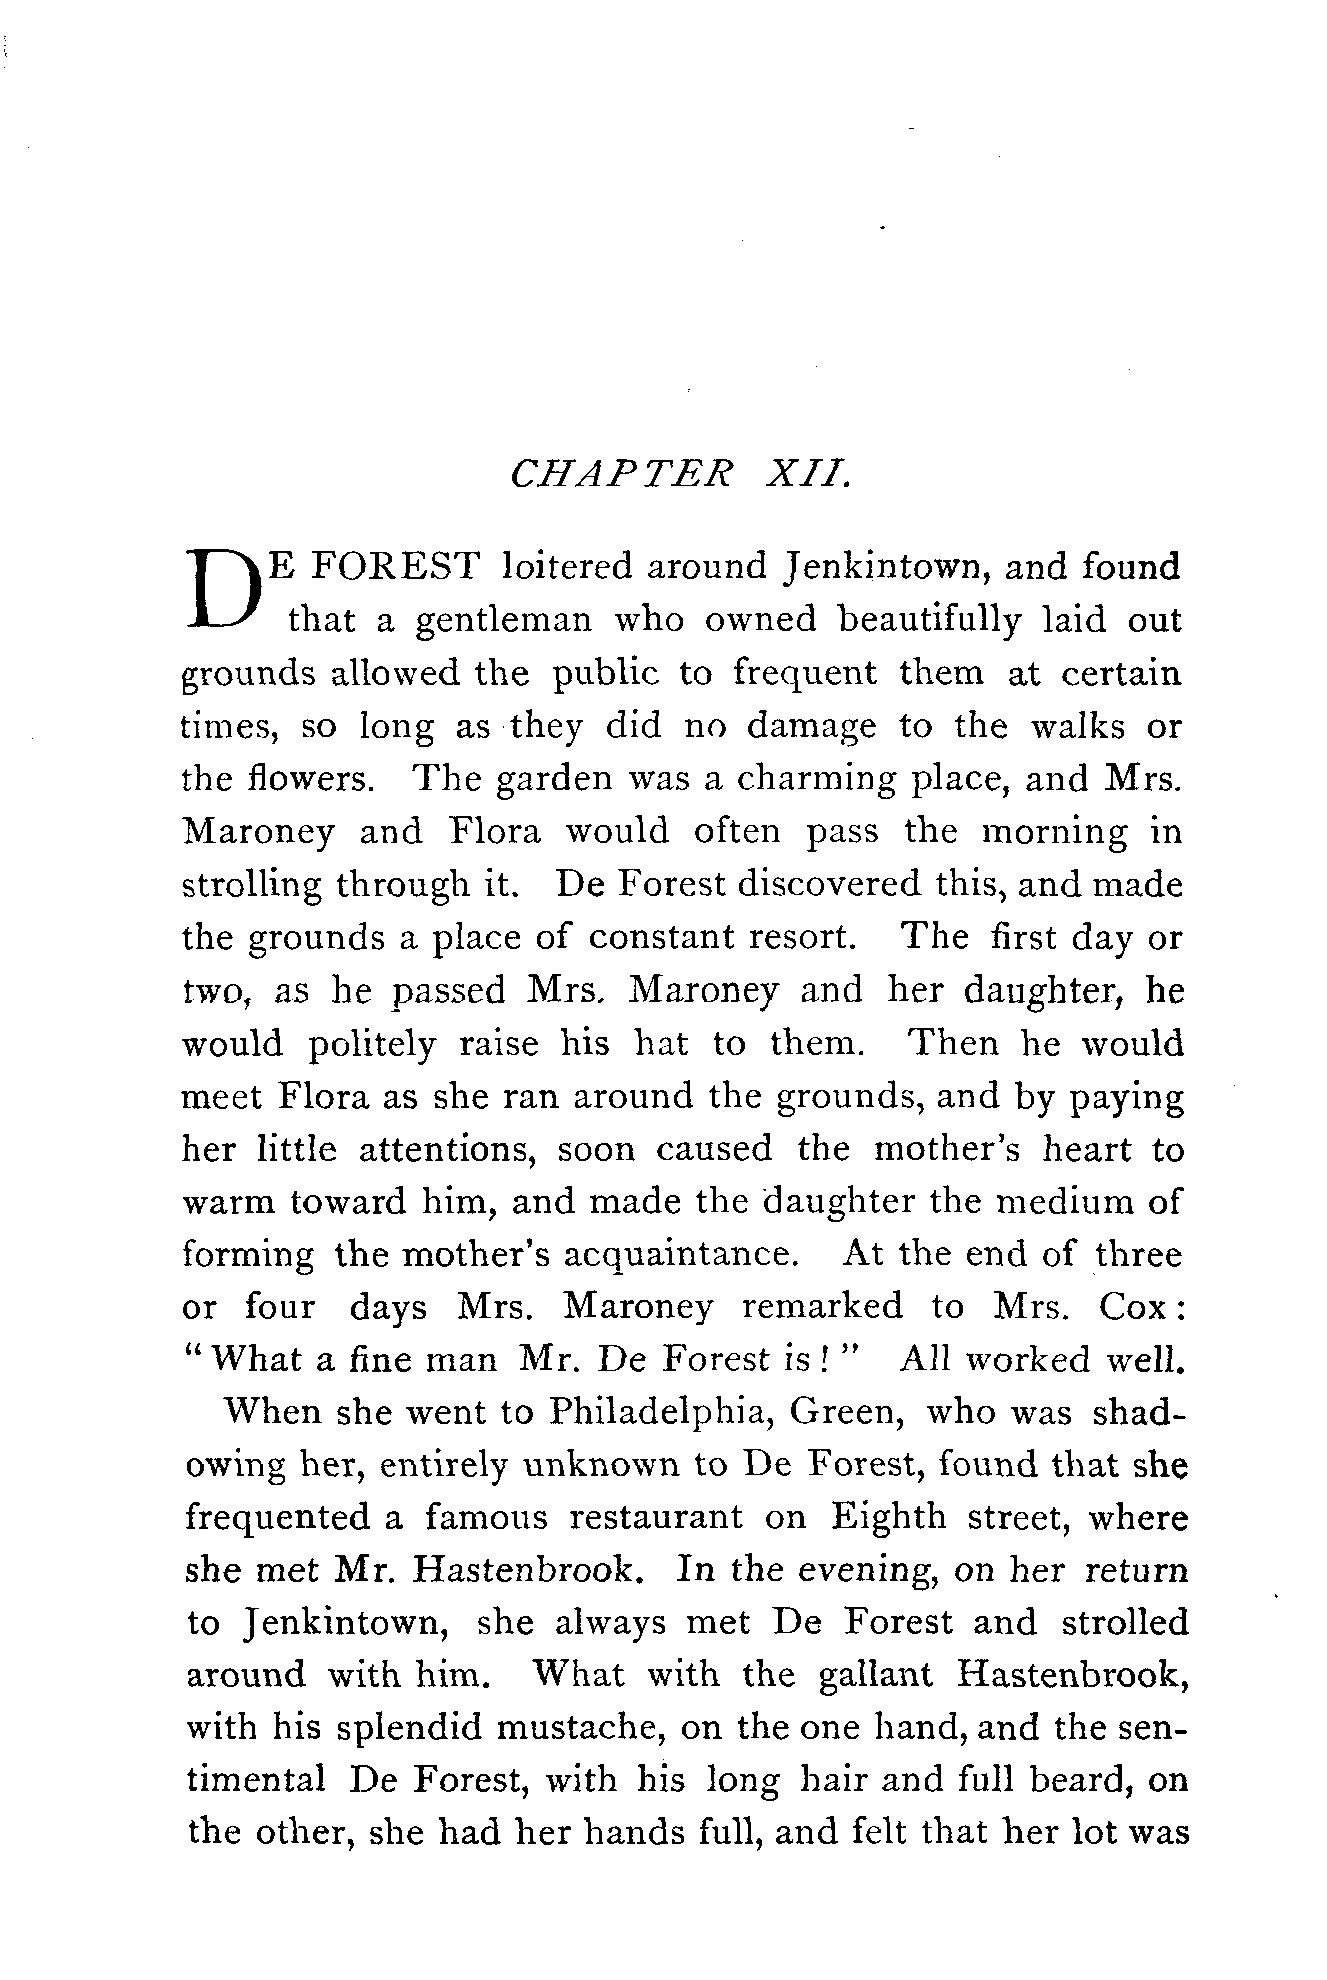 CHAPTER XII.
DE FOREST loitered around Jenkintown, and found
that a gentleman who owned beautifully laid out
grounds allowed the public to frequent them at certain
times, so long as they did no damage to the walks or
the flowers. The garden was a charming place, and Mrs.
Maroney and Flora would often pass the morning in
strolling through it. De Forest discovered this, and made
the grounds a place of constant resort. The first day or
two, as he passed Mrs. Maroney and her daughter, he
would politely raise his hat to them. Then he would
meet Flora as she ran around the grounds, and by paying
her little attentions, soon caused the mother's heart to
warm toward him, and made the daughter the medium of
forming the mother's acquaintance. At the end of three
or four days Mrs. Maroney remarked to Mrs. Cox :
“ What a fine man Mr. De Forest is ! ” All worked well.
When she went to Philadelphia, Green, who was shad-
owing her, entirely unknown to De Forest, found that she
frequented a famous restaurant on Eighth street, where
she met Mr. Hastenbrook. In the evening, on her return
to Jenkintown, she always met De Forest and strolled
around with him. What with the gallant Hastenbrook,
with his splendid mustache, on the one hand, and the sen-
timental De Forest, with his long hair and full beard, on
the other, she had her hands full, and felt that her lot was